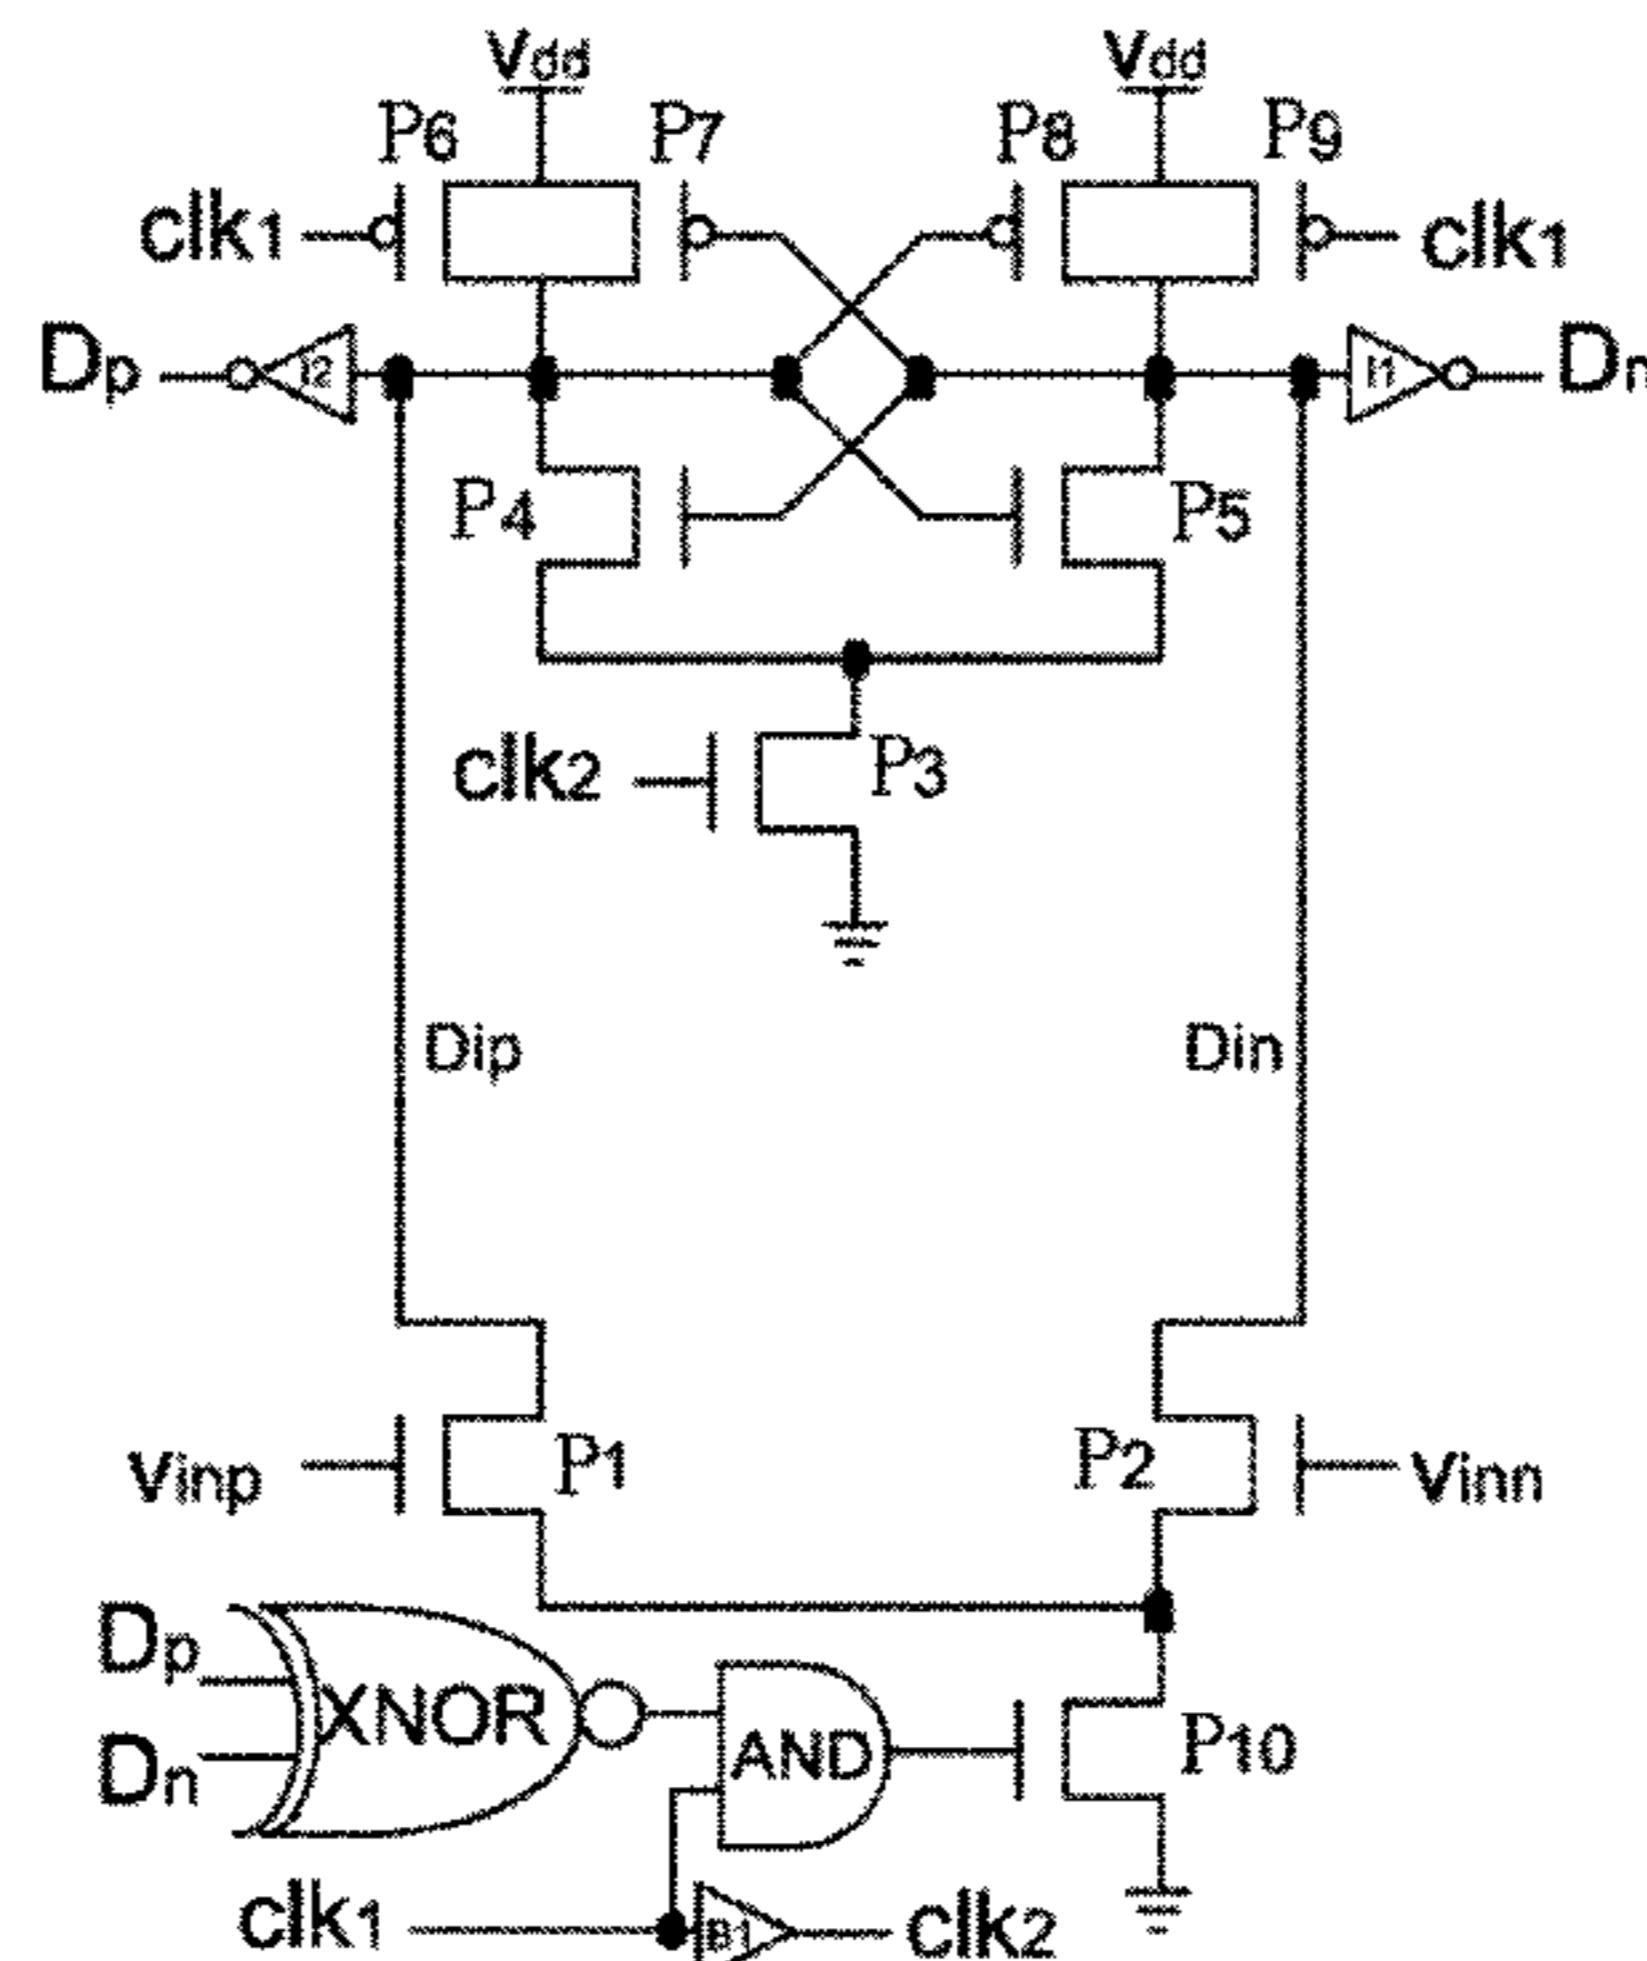 Vdd Vdd
P6 P7 P8 P9
clk1 clk1
Dp I2 I1 Dn
P4 P5
clk2 P3
Dip Din
Vinp P1 P2 Vinn
Dp XNOR
Dn AND P10
clk1 B1 clk2